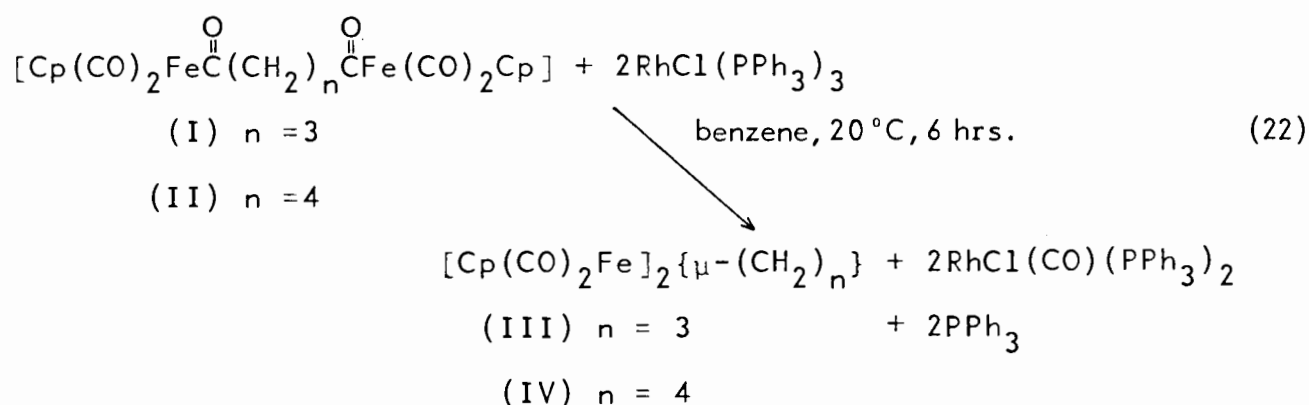 O O
[Cp(CO)2FeC(CH2)nCFe(CO)2Cp] + 2RhCl(PPh3)3
(I) n =3 benzene, 20°C, 6 hrs. (22)
(II) n =4
[Cp(CO)2Fe]2{μ-(CH2)n} + 2RhCl(CO)(PPh3)2
(III) n = 3 + 2PPh3
(IV) n = 4